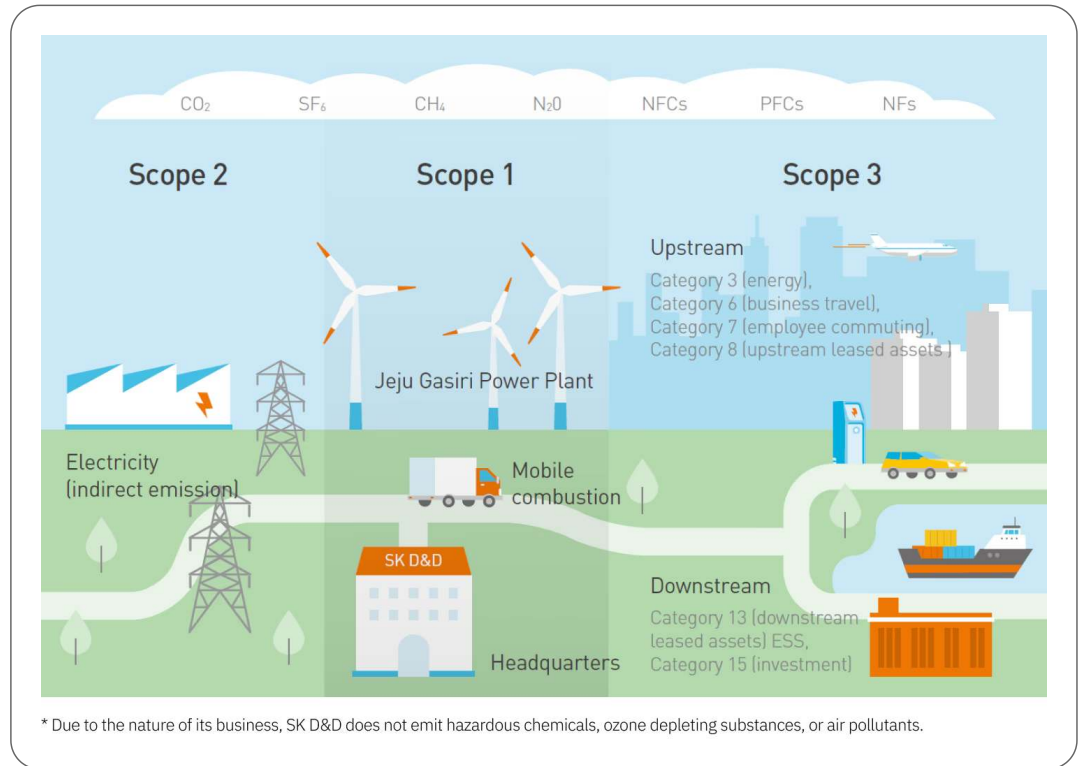 CO₂ SF₆ CH₄ N₂0 NFCs PFCs NFs
Scope 2
Scope 1
Scope 3
Electricity
(indirect emission)
Jeju Gasiri Power Plant
Mobile
combustion
SK D&D
Headquarters
Upstream
Category 3 (energy),
Category 6 (business travel),
Category 7 (employee commuting),
Category 8 (upstream leased assets )
Downstream
Category 13 (downstream
leased assets) ESS,
Category 15 (investment)
* Due to the nature of its business, SK D&D does not emit hazardous chemicals, ozone depleting substances, or air pollutants.